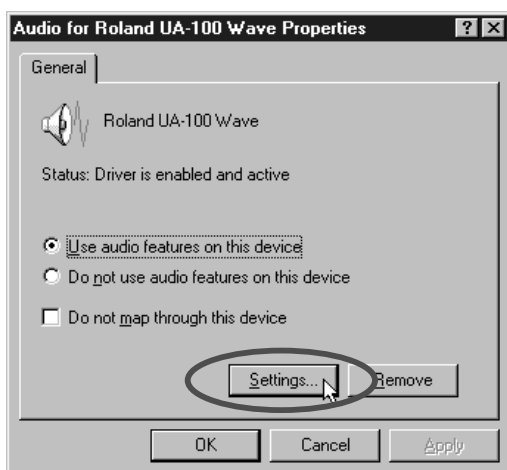 Audio for Roland UA-100 Wave Properties
General
Roland UA-100 Wave
Status: Driver is enabled and active
Use audio features on this device
Do not use audio features on this device
Do not map through this device
Settings... Remove
OK Cancel Apply